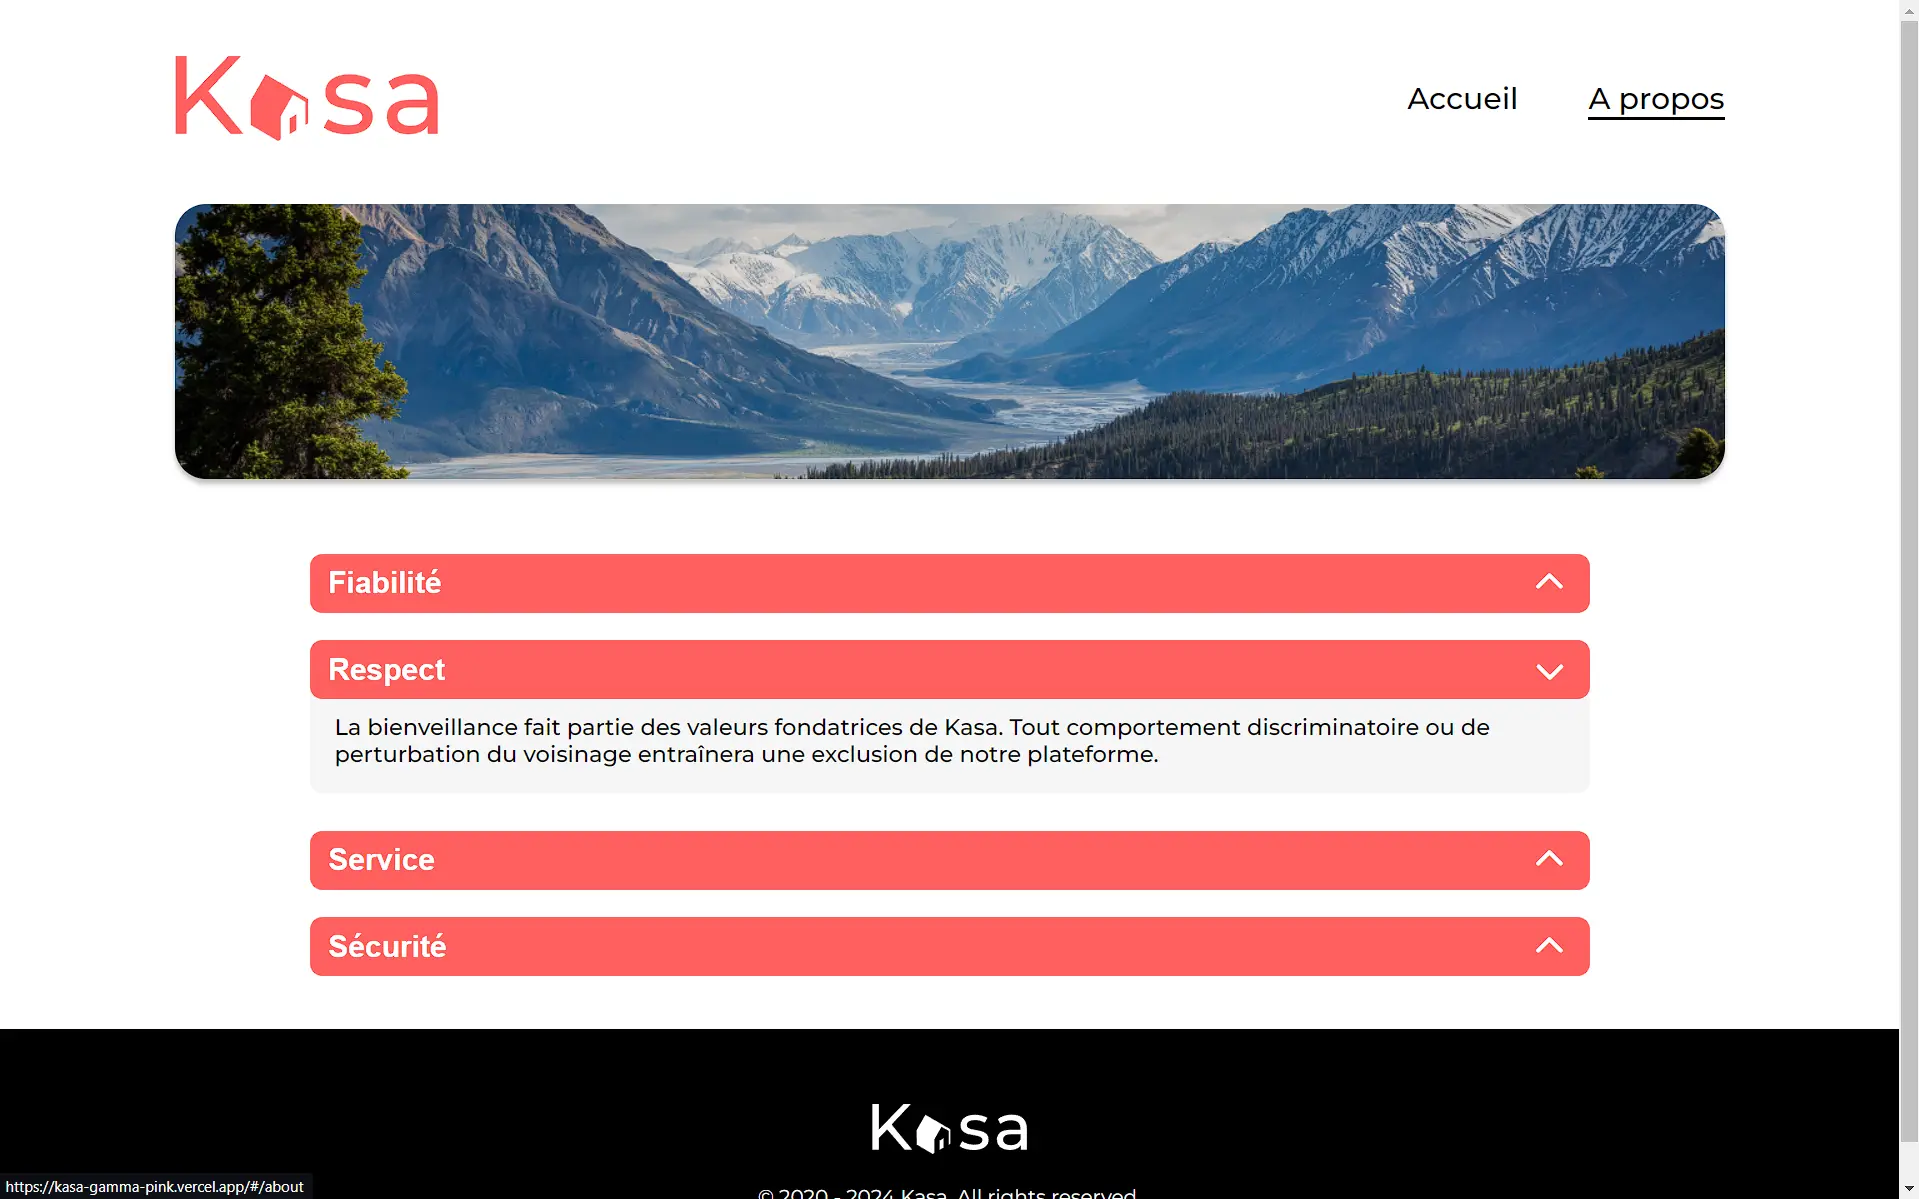 Kasa
Accueil
A propos
Fiabilité
Respect
La bienveillance fait partie des valeurs fondatrices de Kasa. Tout comportement discriminatoire ou de
perturbation du voisinage entraînera une exclusion de notre plateforme.
Service
Sécurité
Kasa
© 2020 - 2024 Kasa. All rights reserved
https://kasa-gamma-pink.vercel.app/#/about